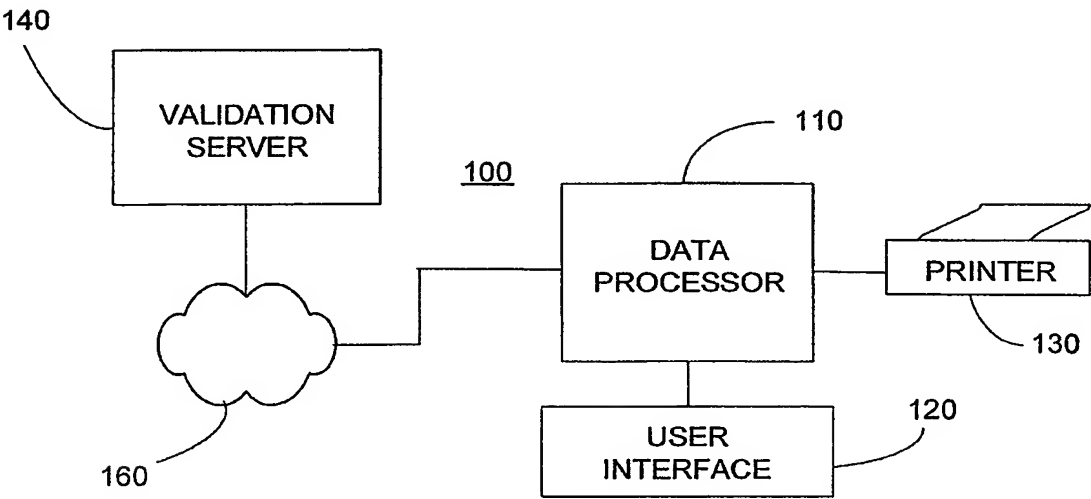 140
VALIDATION
SERVER
100
110
DATA
PROCESSOR
PRINTER
130
160
USER
INTERFACE
120